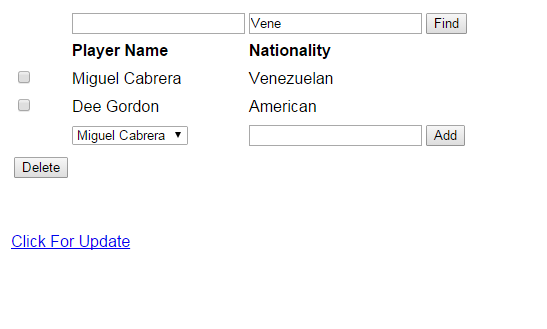 Vene Find
Player Name Nationality
Miguel Cabrera Venezuelan
Dee Gordon American
Miguel Cabrera Add
Delete
Click For Update